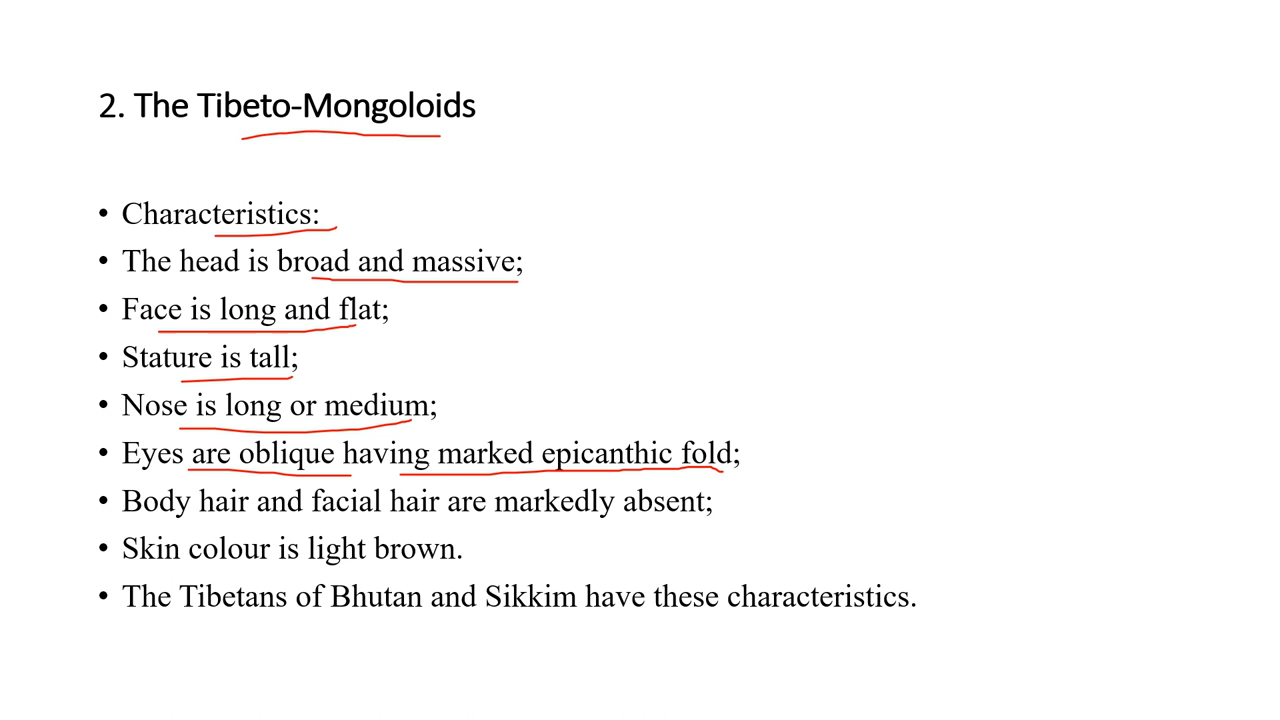 2. The Tibeto-Mongoloids
• Characteristics:
• The head is broad and massive;
• Face is long and flat;
• Stature is tall;
• Nose is long or medium;
• Eyes are oblique having marked epicanthic fold;
• Body hair and facial hair are markedly absent;
• Skin colour is light brown.
• The Tibetans of Bhutan and Sikkim have these characteristics.